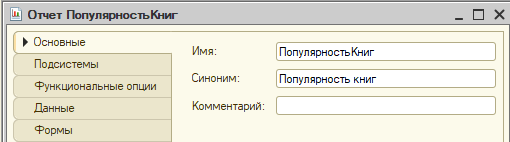 Отчет ПопулярностьКниг
Основные
Подсистемы
Функциональные опции
Данные
Формы
Имя: ПопулярностьКниг
Синоним: Популярность книг
Комментарий: